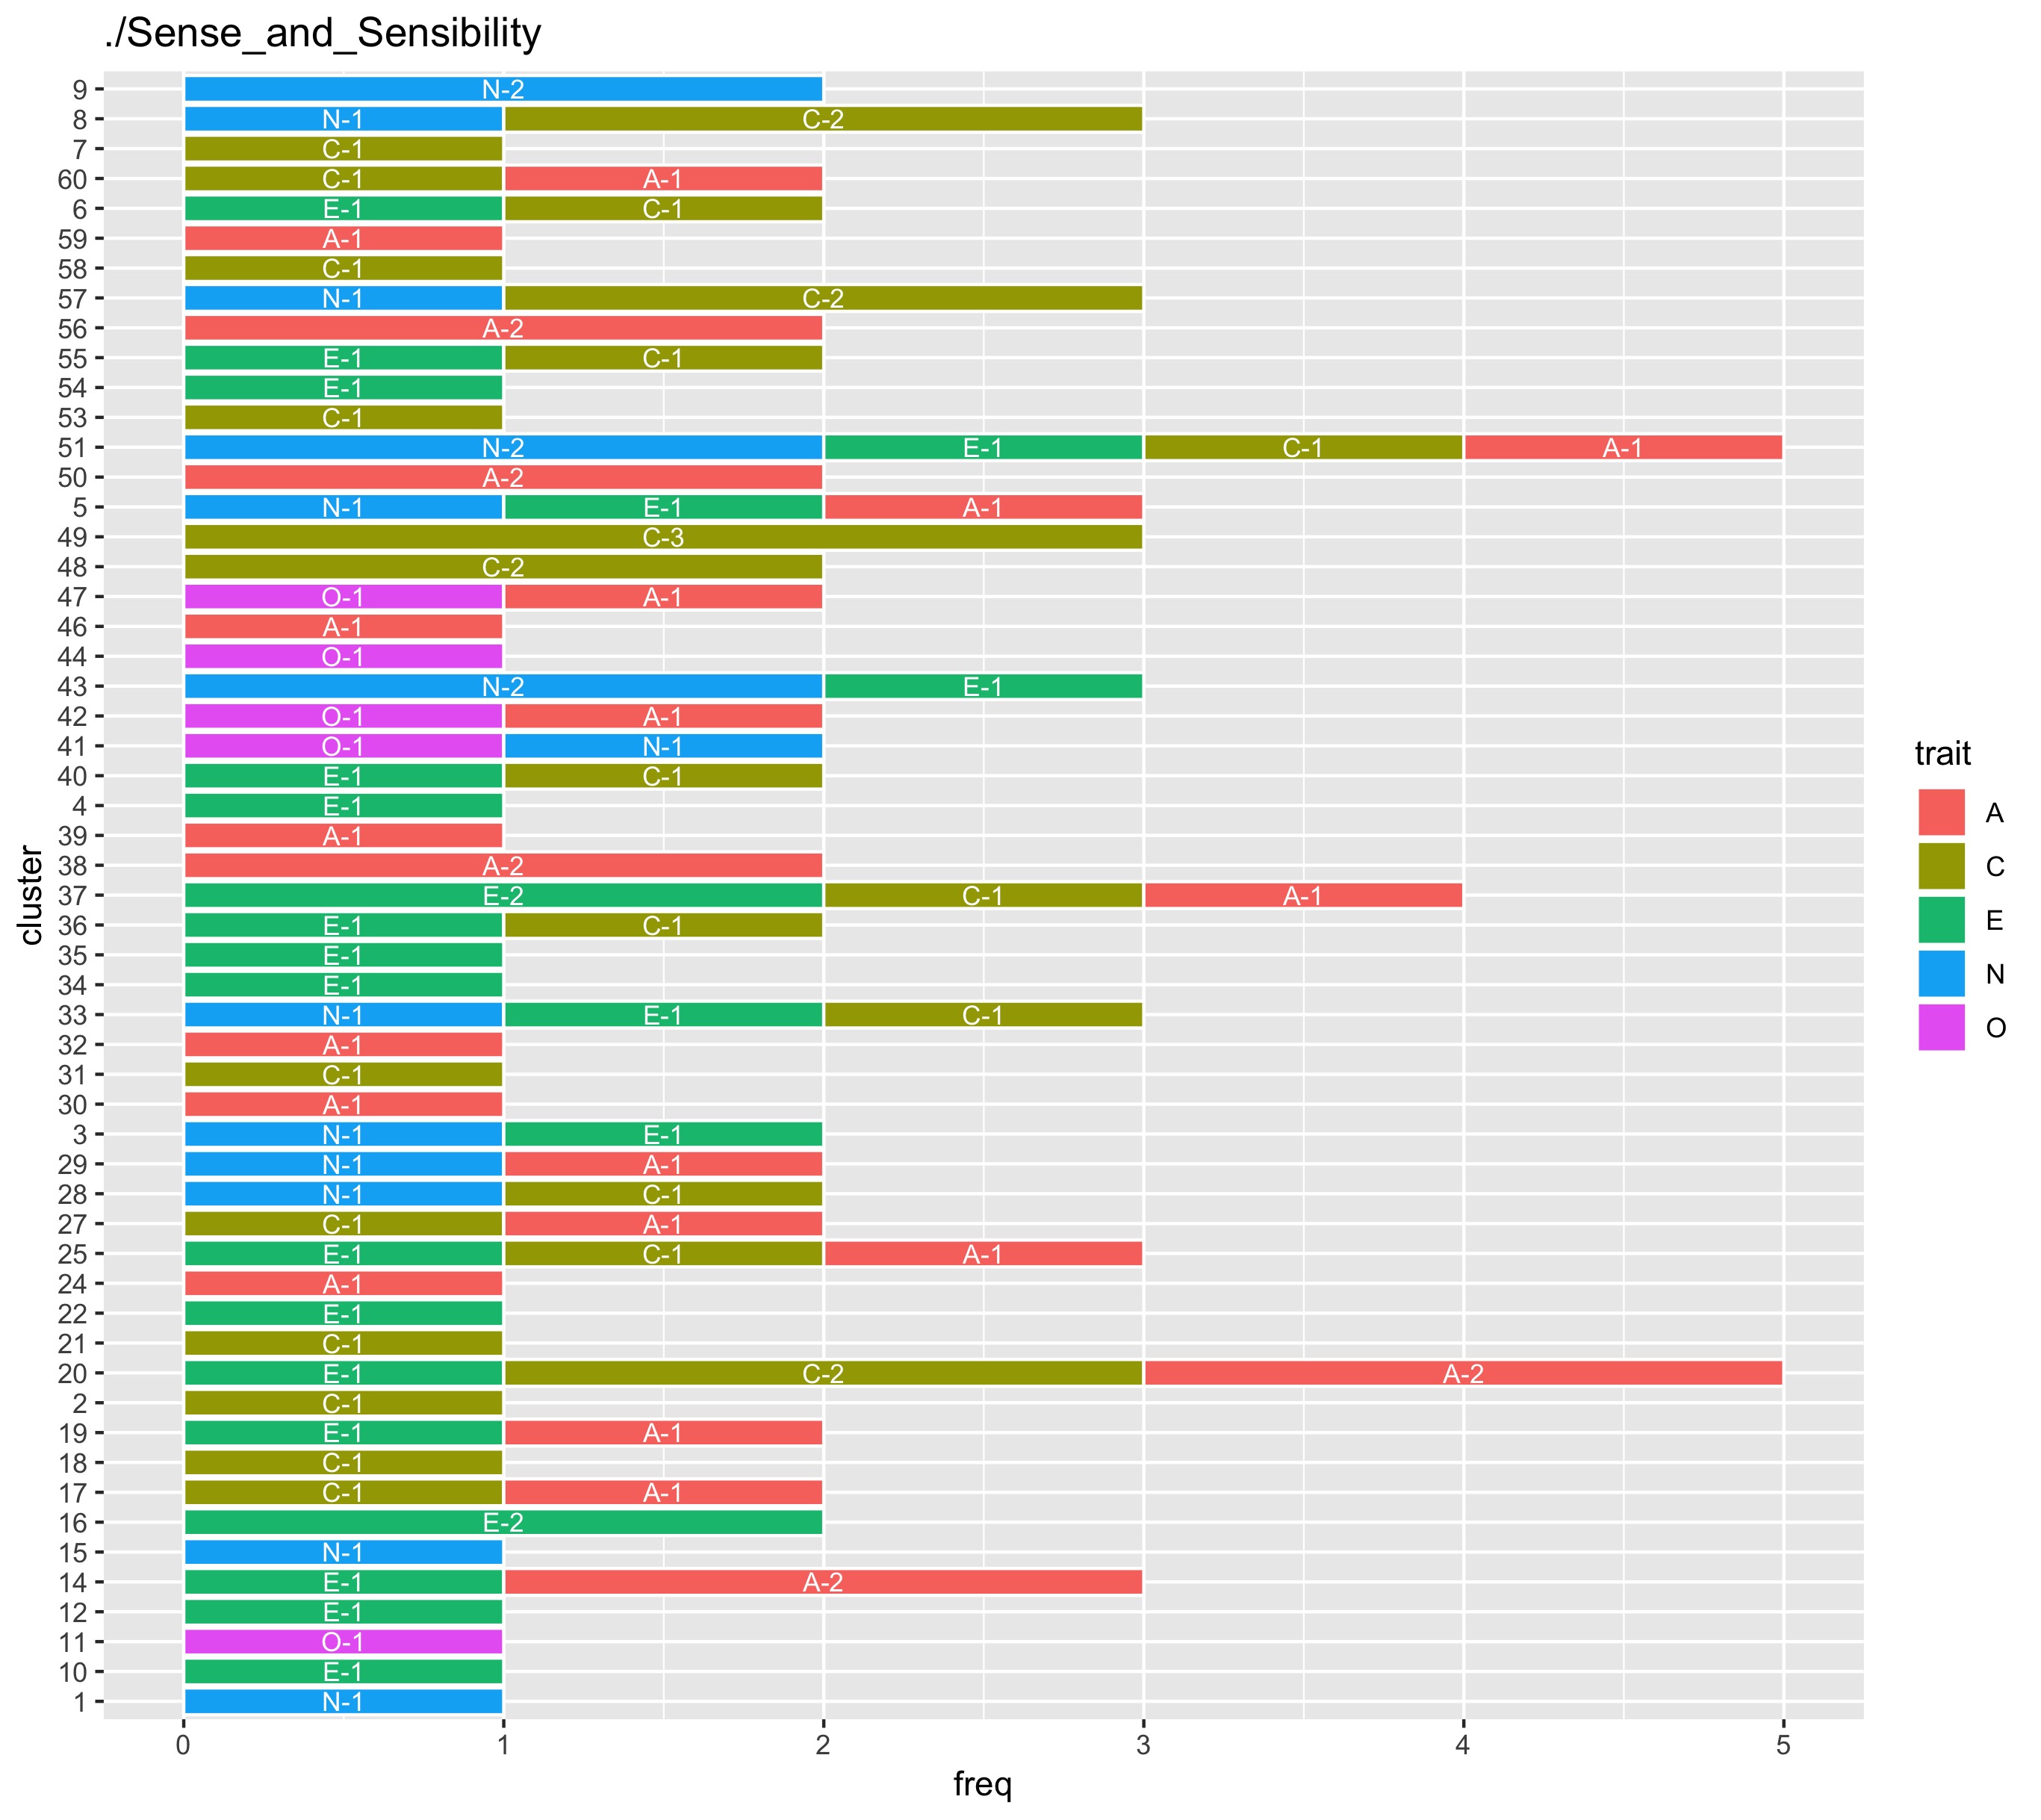 ./Sense_and_Sensibility
9 N-2
8 N-1 C-2
7 C-1
60 C-1 A-1
6 E-1 C-1
59 A-1
58 C-1
57 N-1 C-2
56 A-2
55 E-1 C-1
54 E-1
53 C-1
51 N-2 E-1 C-1 A-1
50 A-2
5 N-1 E-1 A-1
49 C-3
48 C-2
47 O-1 A-1
46 A-1
44 O-1
43 N-2 E-1
42 O-1 A-1
41 O-1 N-1
40 E-1 C-1
4 E-1
39 A-1
38 A-2
37 E-2 C-1 A-1
36 E-1 C-1
35 E-1
34 E-1
33 N-1 E-1 C-1
32 A-1
31 C-1
30 A-1
3 N-1 E-1
29 N-1 A-1
28 N-1 C-1
27 C-1 A-1
25 E-1 C-1 A-1
24 A-1
22 E-1
21 C-1
20 E-1 C-2 A-2
2 C-1
19 E-1 A-1
18 C-1
17 C-1 A-1
16 E-2
15 N-1
14 E-1 A-2
12 E-1
11 O-1
10 E-1
1 N-1
0 1 2 3 4 5
freq
cluster
trait
A
C
E
N
O